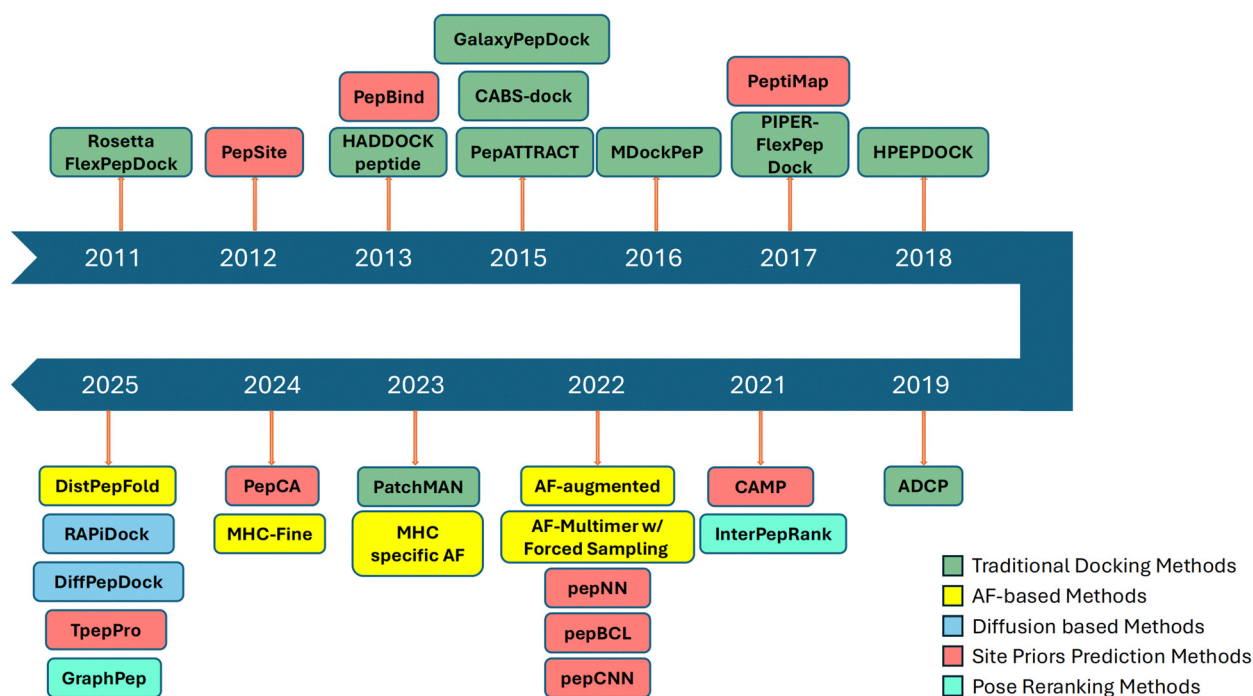 GalaxyPepDock
PepBind
CABS-dock
PeptiMap
Rosetta
FlexPepDock
PepSite
HADDOCK
peptide
PepATTRACT
MDockPeP
PIPER-
FlexPep
Dock
HPEPDOCK
2011
2012
2013
2015
2016
2017
2018
2025
2024
2023
2022
2021
2019
DistPepFold
PepCA
PatchMAN
AF-augmented
CAMP
ADCP
RAPiDock
MHC-Fine
MHC
specific AF
AF-Multimer w/
Forced Sampling
InterPepRank
DiffPepDock
pepNN
TpepPro
pepBCL
GraphPep
pepCNN
Traditional Docking Methods
AF-based Methods
Diffusion based Methods
Site Priors Prediction Methods
Pose Reranking Methods